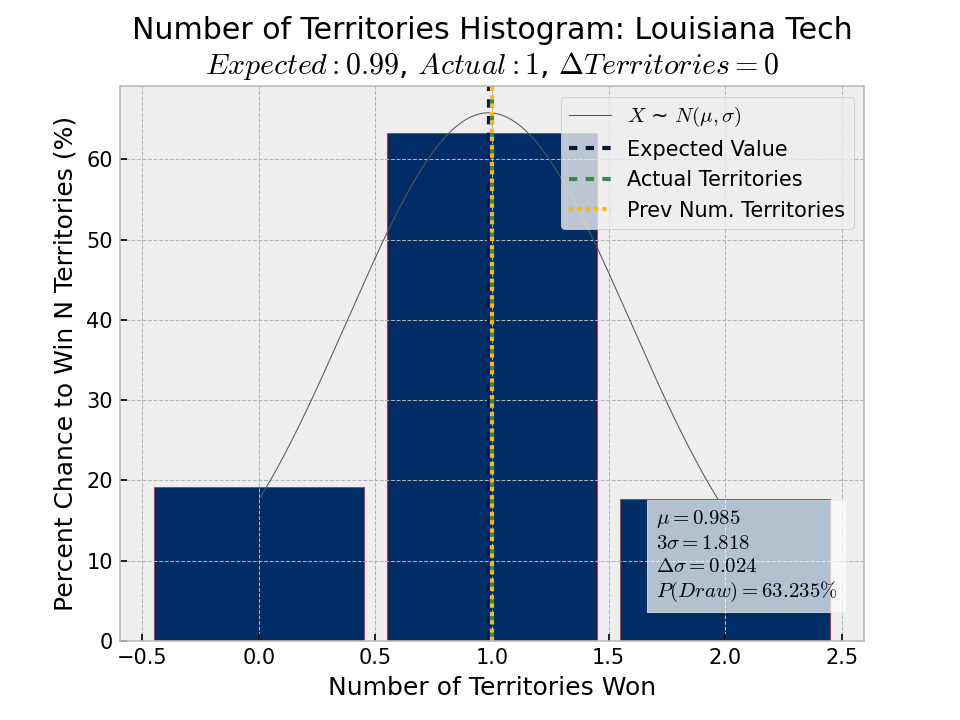 Number of Territories Histogram: Louisiana Tech
Expected : 0.99, Actual : 1, ΔTerritories = 0
Percent Chance to Win N Territories (%)
60
50
40
30
20
10
0
X ~ N(μ, σ)
Expected Value
Actual Territories
Prev Num. Territories
μ = 0.985
3σ = 1.818
Δσ = 0.024
P(Draw) = 63.235%
−0.5 0.0 0.5 1.0 1.5 2.0 2.5
Number of Territories Won